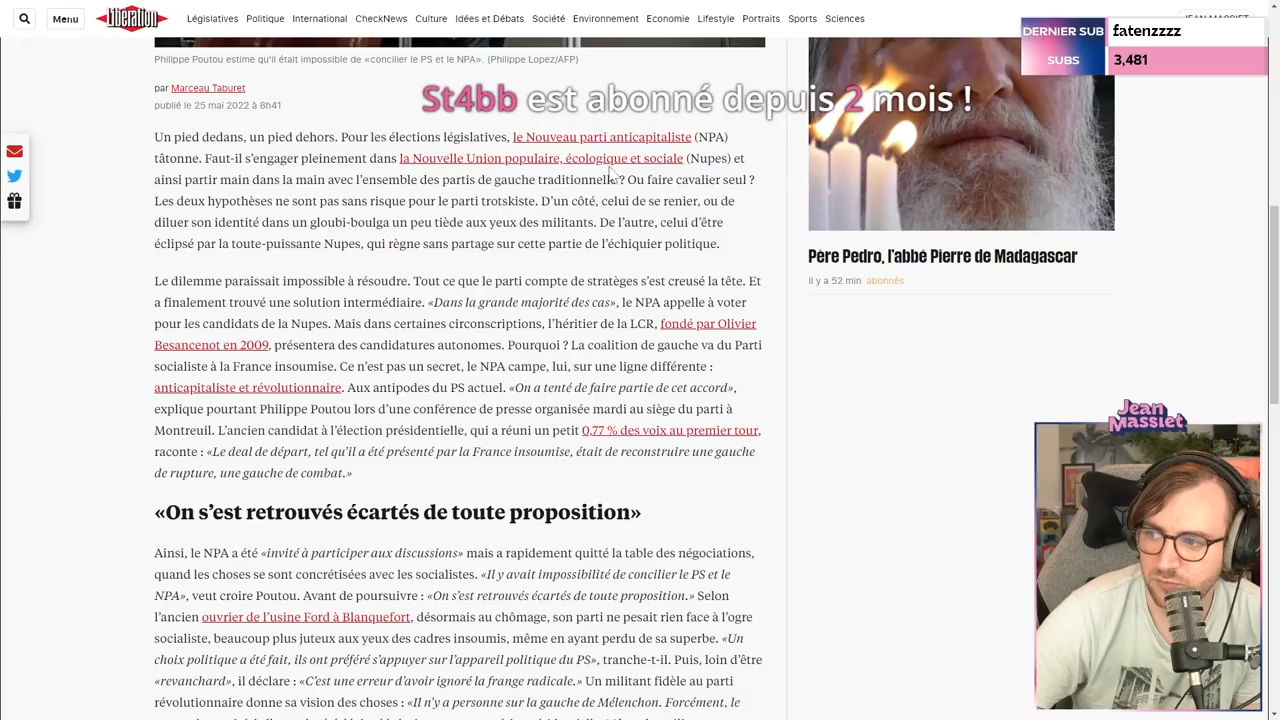 Menu
Libération
Législatives Politique International CheckNews Culture Idées et Débats Société Environnement Economie Lifestyle Portraits Sports Sciences
JEAN MASSIET
DERNIER SUB
fatenzzzz
SUBS
3,481
Philippe Poutou estime qu'il était impossible de «concilier le PS et le NPA». (Philippe Lopez/AFP)
par Marceau Taburet
publié le 25 mai 2022 à 8h41
St4bb est abonné depuis 2 mois !
Un pied dedans, un pied dehors. Pour les élections législatives, le Nouveau parti anticapitaliste (NPA)
tâtonne. Faut-il s’engager pleinement dans la Nouvelle Union populaire, écologique et sociale (Nupes) et
ainsi partir main dans la main avec l’ensemble des partis de gauche traditionnelle ? Ou faire cavalier seul ?
Les deux hypothèses ne sont pas sans risque pour le parti trotskiste. D’un côté, celui de se renier, ou de
diluer son identité dans un gloubi-boulga un peu tiède aux yeux des militants. De l’autre, celui d’être
éclipsé par la toute-puissante Nupes, qui règne sans partage sur cette partie de l’échiquier politique.
Le dilemme paraissait impossible à résoudre. Tout ce que le parti compte de stratèges s’est creusé la tête. Et
a finalement trouvé une solution intermédiaire. «Dans la grande majorité des cas», le NPA appelle à voter
pour les candidats de la Nupes. Mais dans certaines circonscriptions, l’héritier de la LCR, fondé par Olivier
Besancenot en 2009, présentera des candidatures autonomes. Pourquoi ? La coalition de gauche va du Parti
socialiste à la France insoumise. Ce n’est pas un secret, le NPA campe, lui, sur une ligne différente :
anticapitaliste et révolutionnaire. Aux antipodes du PS actuel. «On a tenté de faire partie de cet accord»,
explique pourtant Philippe Poutou lors d’une conférence de presse organisée mardi au siège du parti à
Montreuil. L’ancien candidat à l’élection présidentielle, qui a réuni un petit 0,77 % des voix au premier tour,
raconte : «Le deal de départ, tel qu’il a été présenté par la France insoumise, était de reconstruire une gauche
de rupture, une gauche de combat.»
«On s’est retrouvés écartés de toute proposition»
Ainsi, le NPA a été «invité à participer aux discussions» mais a rapidement quitté la table des négociations,
quand les choses se sont concrétisées avec les socialistes. «Il y avait impossibilité de concilier le PS et le
NPA», veut croire Poutou. Avant de poursuivre : «On s’est retrouvés écartés de toute proposition.» Selon
l’ancien ouvrier de l’usine Ford à Blanquefort, désormais au chômage, son parti ne pesait rien face à l’ogre
socialiste, beaucoup plus juteux aux yeux des cadres insoumis, même en ayant perdu de sa superbe. «Un
choix politique a été fait, ils ont préféré s’appuyer sur l’appareil politique du PS», tranche-t-il. Puis, loin d’être
«revanchard», il déclare : «C’est une erreur d’avoir ignoré la frange radicale.» Un militant fidèle au parti
révolutionnaire donne sa vision des choses : «Il n’y a personne sur la gauche de Mélenchon. Forcément, le
Père Pedro, l’abbé Pierre de Madagascar
il y a 52 min abonnés
Jean Massiet